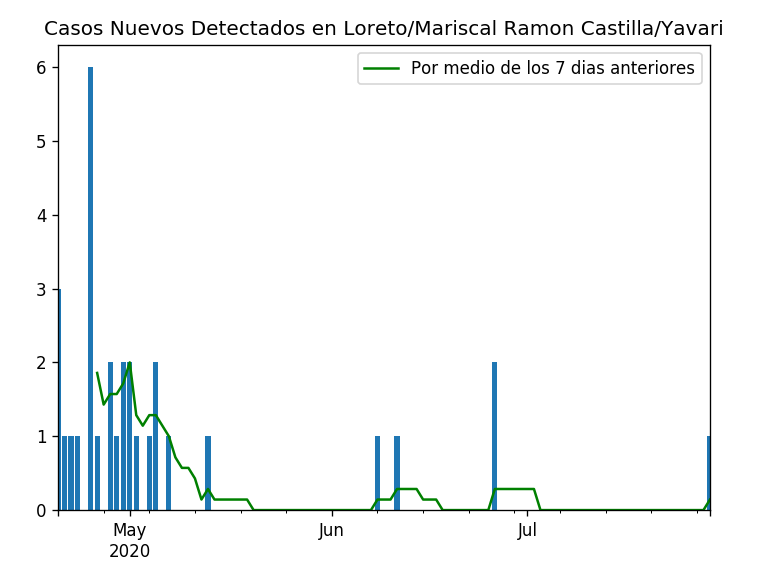 Casos Nuevos Detectados en Loreto/Mariscal Ramon Castilla/Yavari
Por medio de los 7 dias anteriores
6
5
4
3
2
1
0
May
2020
Jun
Jul